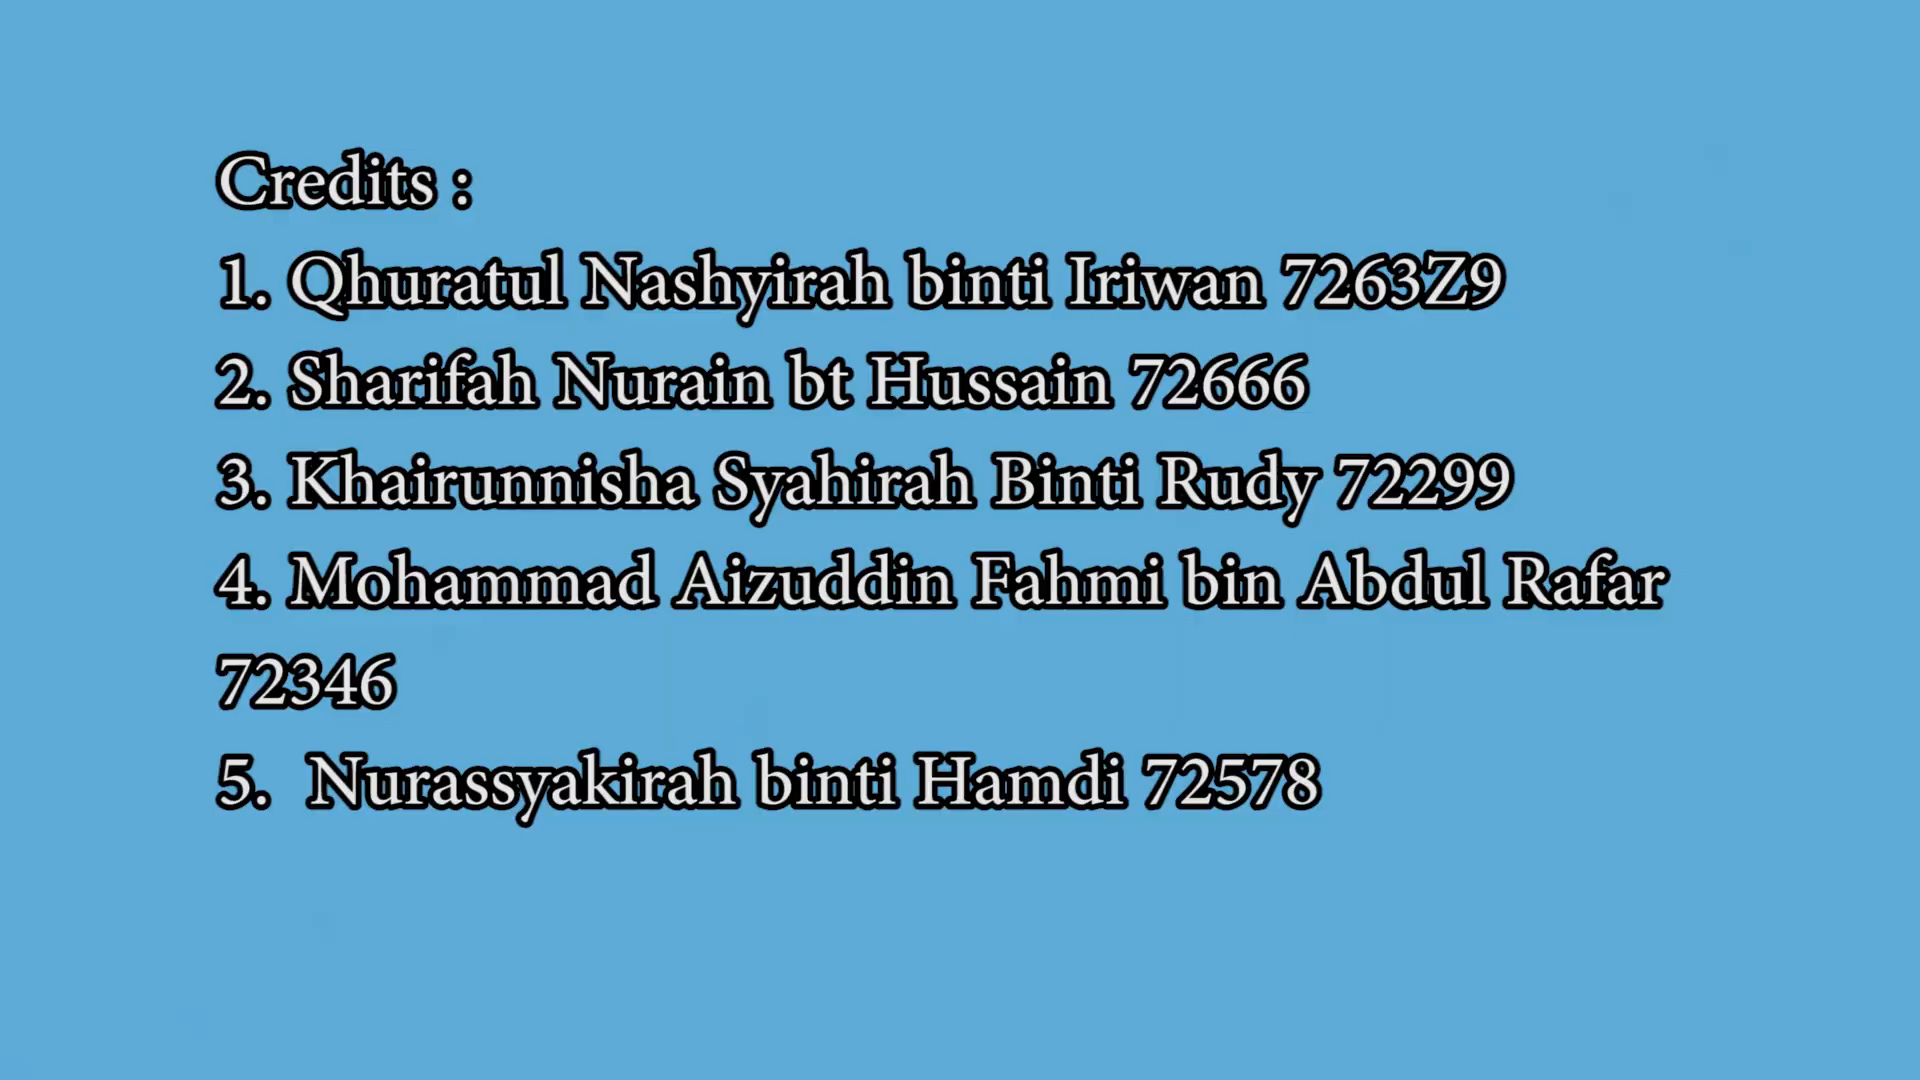 Credits :
1. Qhuratul Nashyirah binti Iriwan 7263Z9
2. Sharifah Nurain bt Hussain 72666
3. Khairunnisha Syahirah Binti Rudy 72299
4. Mohammad Aizuddin Fahmi bin Abdul Rafar
72346
5.  Nurassyakirah binti Hamdi 72578